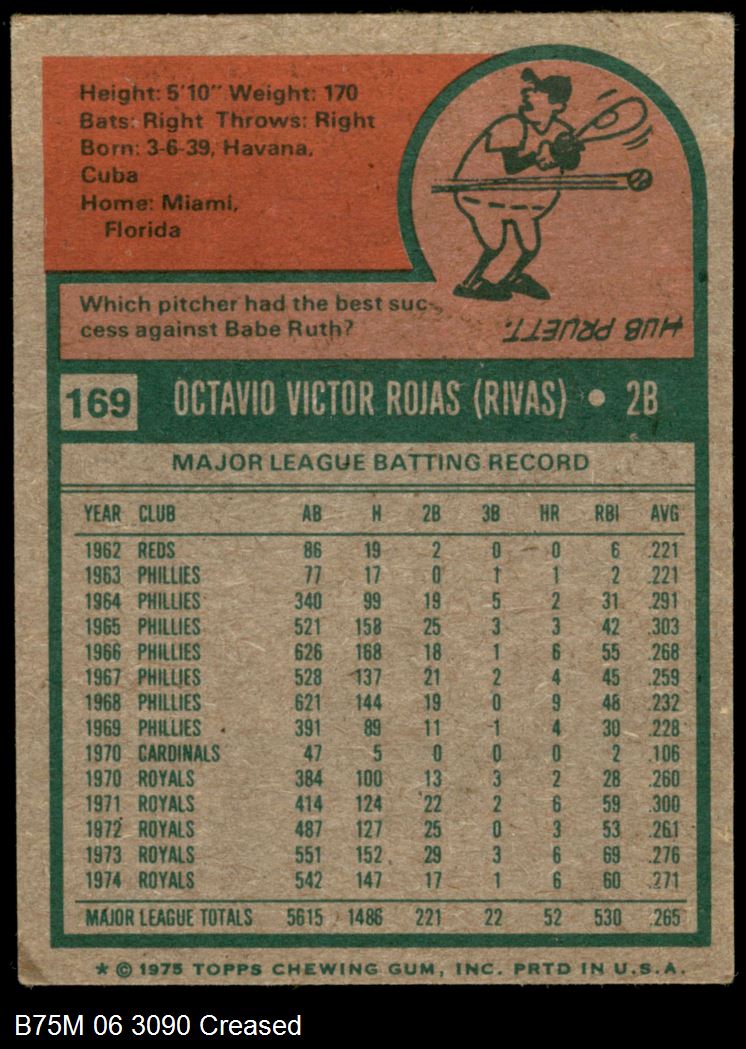 Height: 5'10" Weight: 170
Bats: Right Throws: Right
Born: 3-6-39, Havana,
Cuba
Home: Miami,
Florida
Which pitcher had the best suc-
cess against Babe Ruth?
HUB PRUETT.
169 OCTAVIO VICTOR ROJAS (RIVAS) • 2B
MAJOR LEAGUE BATTING RECORD
YEAR CLUB AB H 2B 3B HR RBI AVG
1962 REDS 86 19 2 0 0 6 .221
1963 PHILLIES 77 17 0 1 1 2 .221
1964 PHILLIES 340 99 19 5 2 31 .291
1965 PHILLIES 521 158 25 3 3 42 .303
1966 PHILLIES 626 168 18 1 6 55 .268
1967 PHILLIES 528 137 21 2 4 45 .259
1968 PHILLIES 621 144 19 0 9 48 .232
1969 PHILLIES 391 89 11 1 4 30 .228
1970 CARDINALS 47 5 0 0 0 2 .106
1970 ROYALS 384 100 13 3 2 28 .260
1971 ROYALS 414 124 22 2 6 59 .300
1972 ROYALS 487 127 25 0 3 53 .261
1973 ROYALS 551 152 29 3 6 69 .276
1974 ROYALS 542 147 17 1 6 60 .271
MAJOR LEAGUE TOTALS 5615 1486 221 22 52 530 .265
* © 1975 TOPPS CHEWING GUM, INC. PRTD IN U.S.A.
B75M 06 3090 Creased